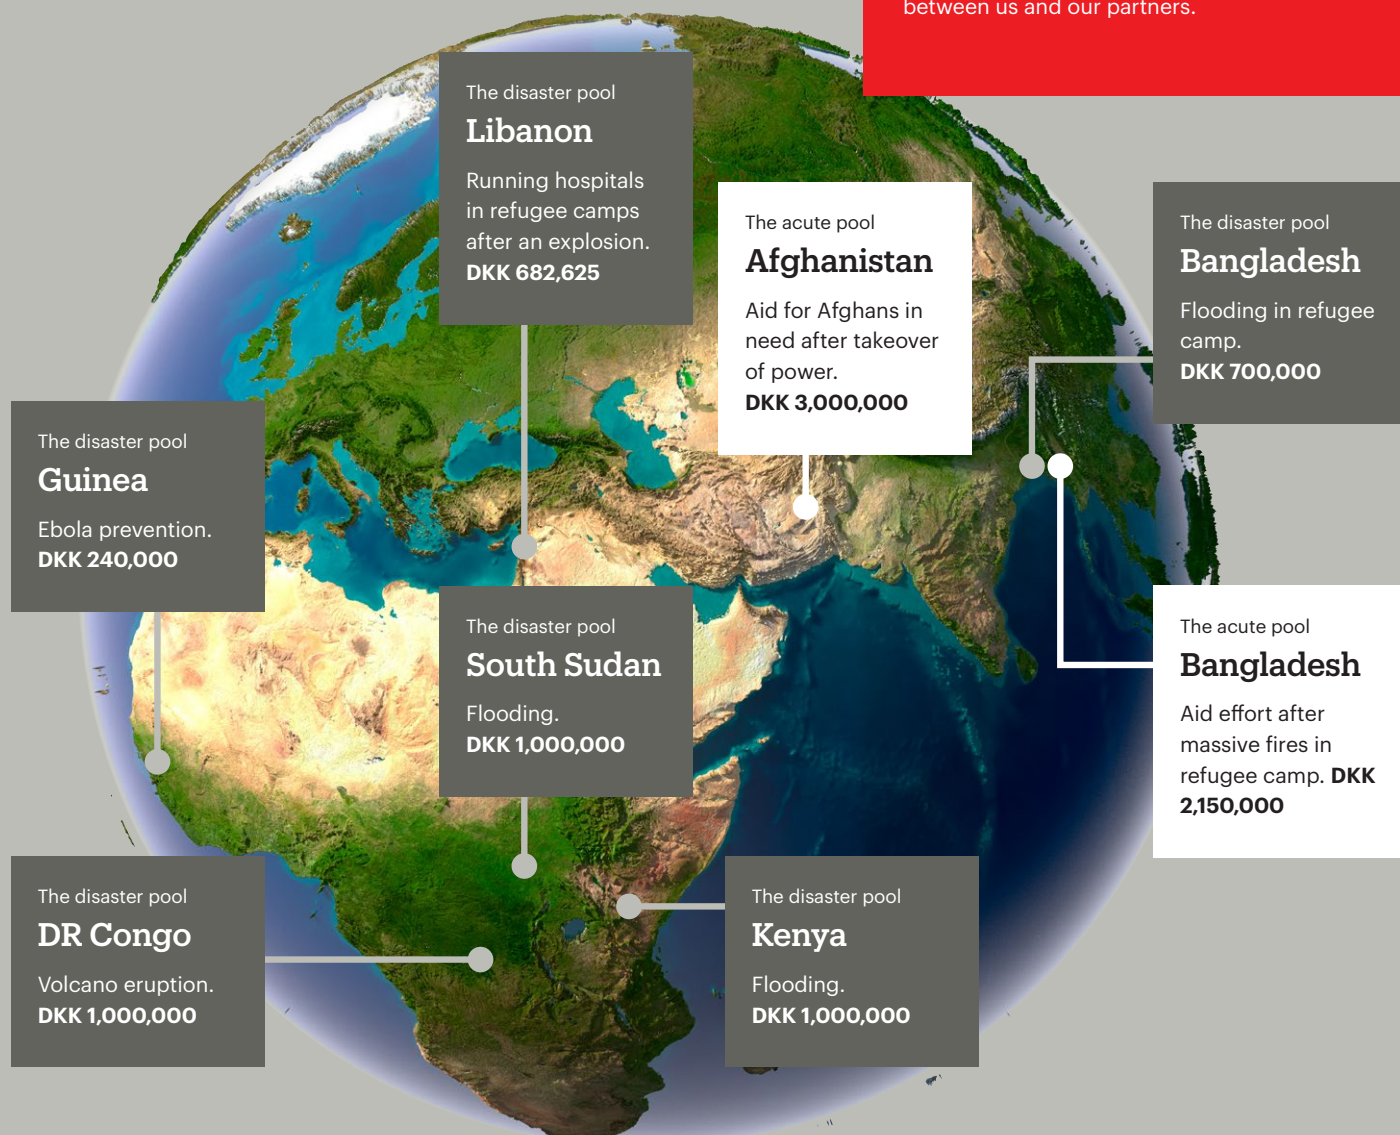 between us and our partners.
The disaster pool
Libanon
Running hospitals
in refugee camps
after an explosion.
DKK 682,625
The acute pool
Afghanistan
Aid for Afghans in
need after takeover
of power.
DKK 3,000,000
The disaster pool
Bangladesh
Flooding in refugee
camp.
DKK 700,000
The disaster pool
Guinea
Ebola prevention.
DKK 240,000
The disaster pool
South Sudan
Flooding.
DKK 1,000,000
The acute pool
Bangladesh
Aid effort after
massive fires in
refugee camp. DKK
2,150,000
The disaster pool
DR Congo
Volcano eruption.
DKK 1,000,000
The disaster pool
Kenya
Flooding.
DKK 1,000,000